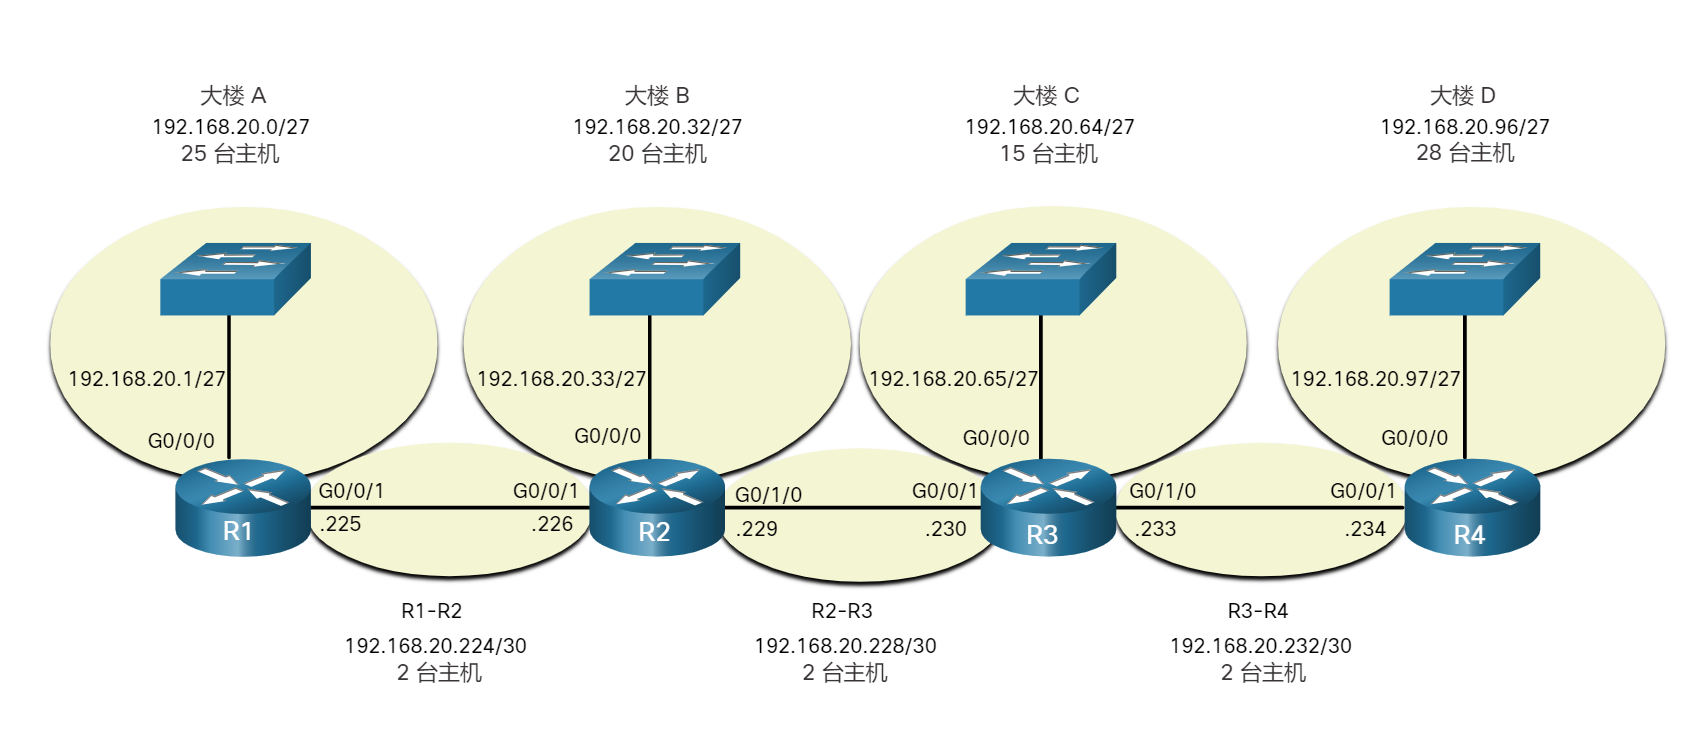 大楼 A
192.168.20.0/27
25 台主机
大楼 B
192.168.20.32/27
20 台主机
大楼 C
192.168.20.64/27
15 台主机
大楼 D
192.168.20.96/27
28 台主机
192.168.20.1/27
192.168.20.33/27
192.168.20.65/27
192.168.20.97/27
G0/0/0
G0/0/0
G0/0/0
G0/0/0
R1
G0/0/1
.225
G0/0/1
.226
R2
G0/1/0
.229
G0/0/1
.230
R3
G0/1/0
.233
G0/0/1
.234
R4
R1-R2
192.168.20.224/30
2 台主机
R2-R3
192.168.20.228/30
2 台主机
R3-R4
192.168.20.232/30
2 台主机